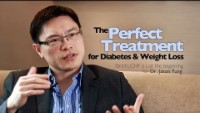 The Perfect
Treatment
for Diabetes & Weight Loss
Dr. Jason Fung